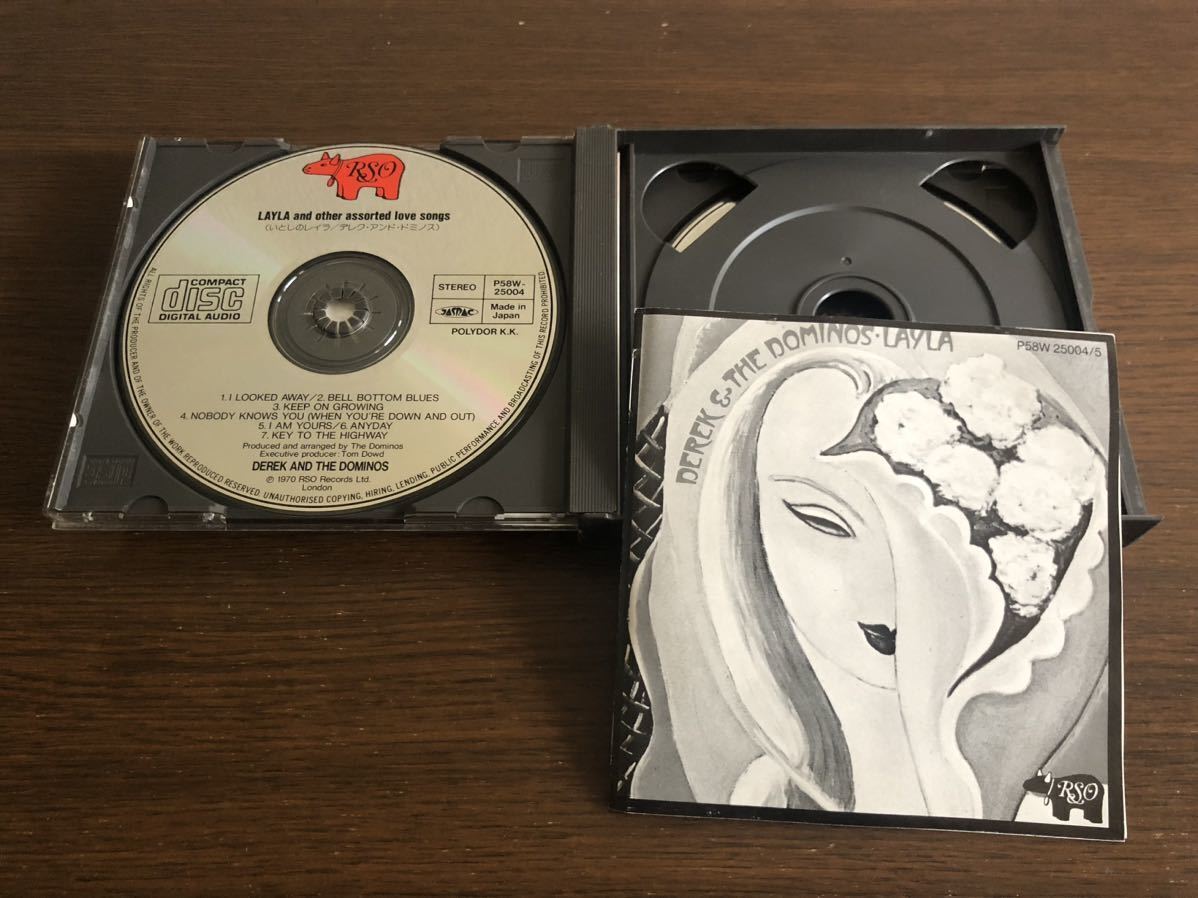 RSO
LAYLA and other assorted love songs
(いとしのレイラ/デレク・アンド・ドミノス)
COMPACT
disc
DIGITAL AUDIO
STEREO
P58W-
25004
JASRAC
Made in
Japan
POLYDOR K.K.
1. I LOOKED AWAY/2. BELL BOTTOM BLUES
3. KEEP ON GROWING
4. NOBODY KNOWS YOU (WHEN YOU'RE DOWN AND OUT)
5. I AM YOURS/6. ANYDAY
7. KEY TO THE HIGHWAY
Produced and arranged by The Dominos
Executive producer: Tom Dowd
DEREK AND THE DOMINOS
℗ 1970 RSO Records Ltd.
London
ALL RIGHTS OF THE PRODUCER AND OF THE OWNER OF THE WORK REPRODUCED RESERVED. UNAUTHORISED COPYING, HIRING, LENDING, PUBLIC PERFORMANCE AND BROADCASTING OF THIS RECORD PROHIBITED.
DEREK & THE DOMINOS·LAYLA
P58W 25004/5
RSO